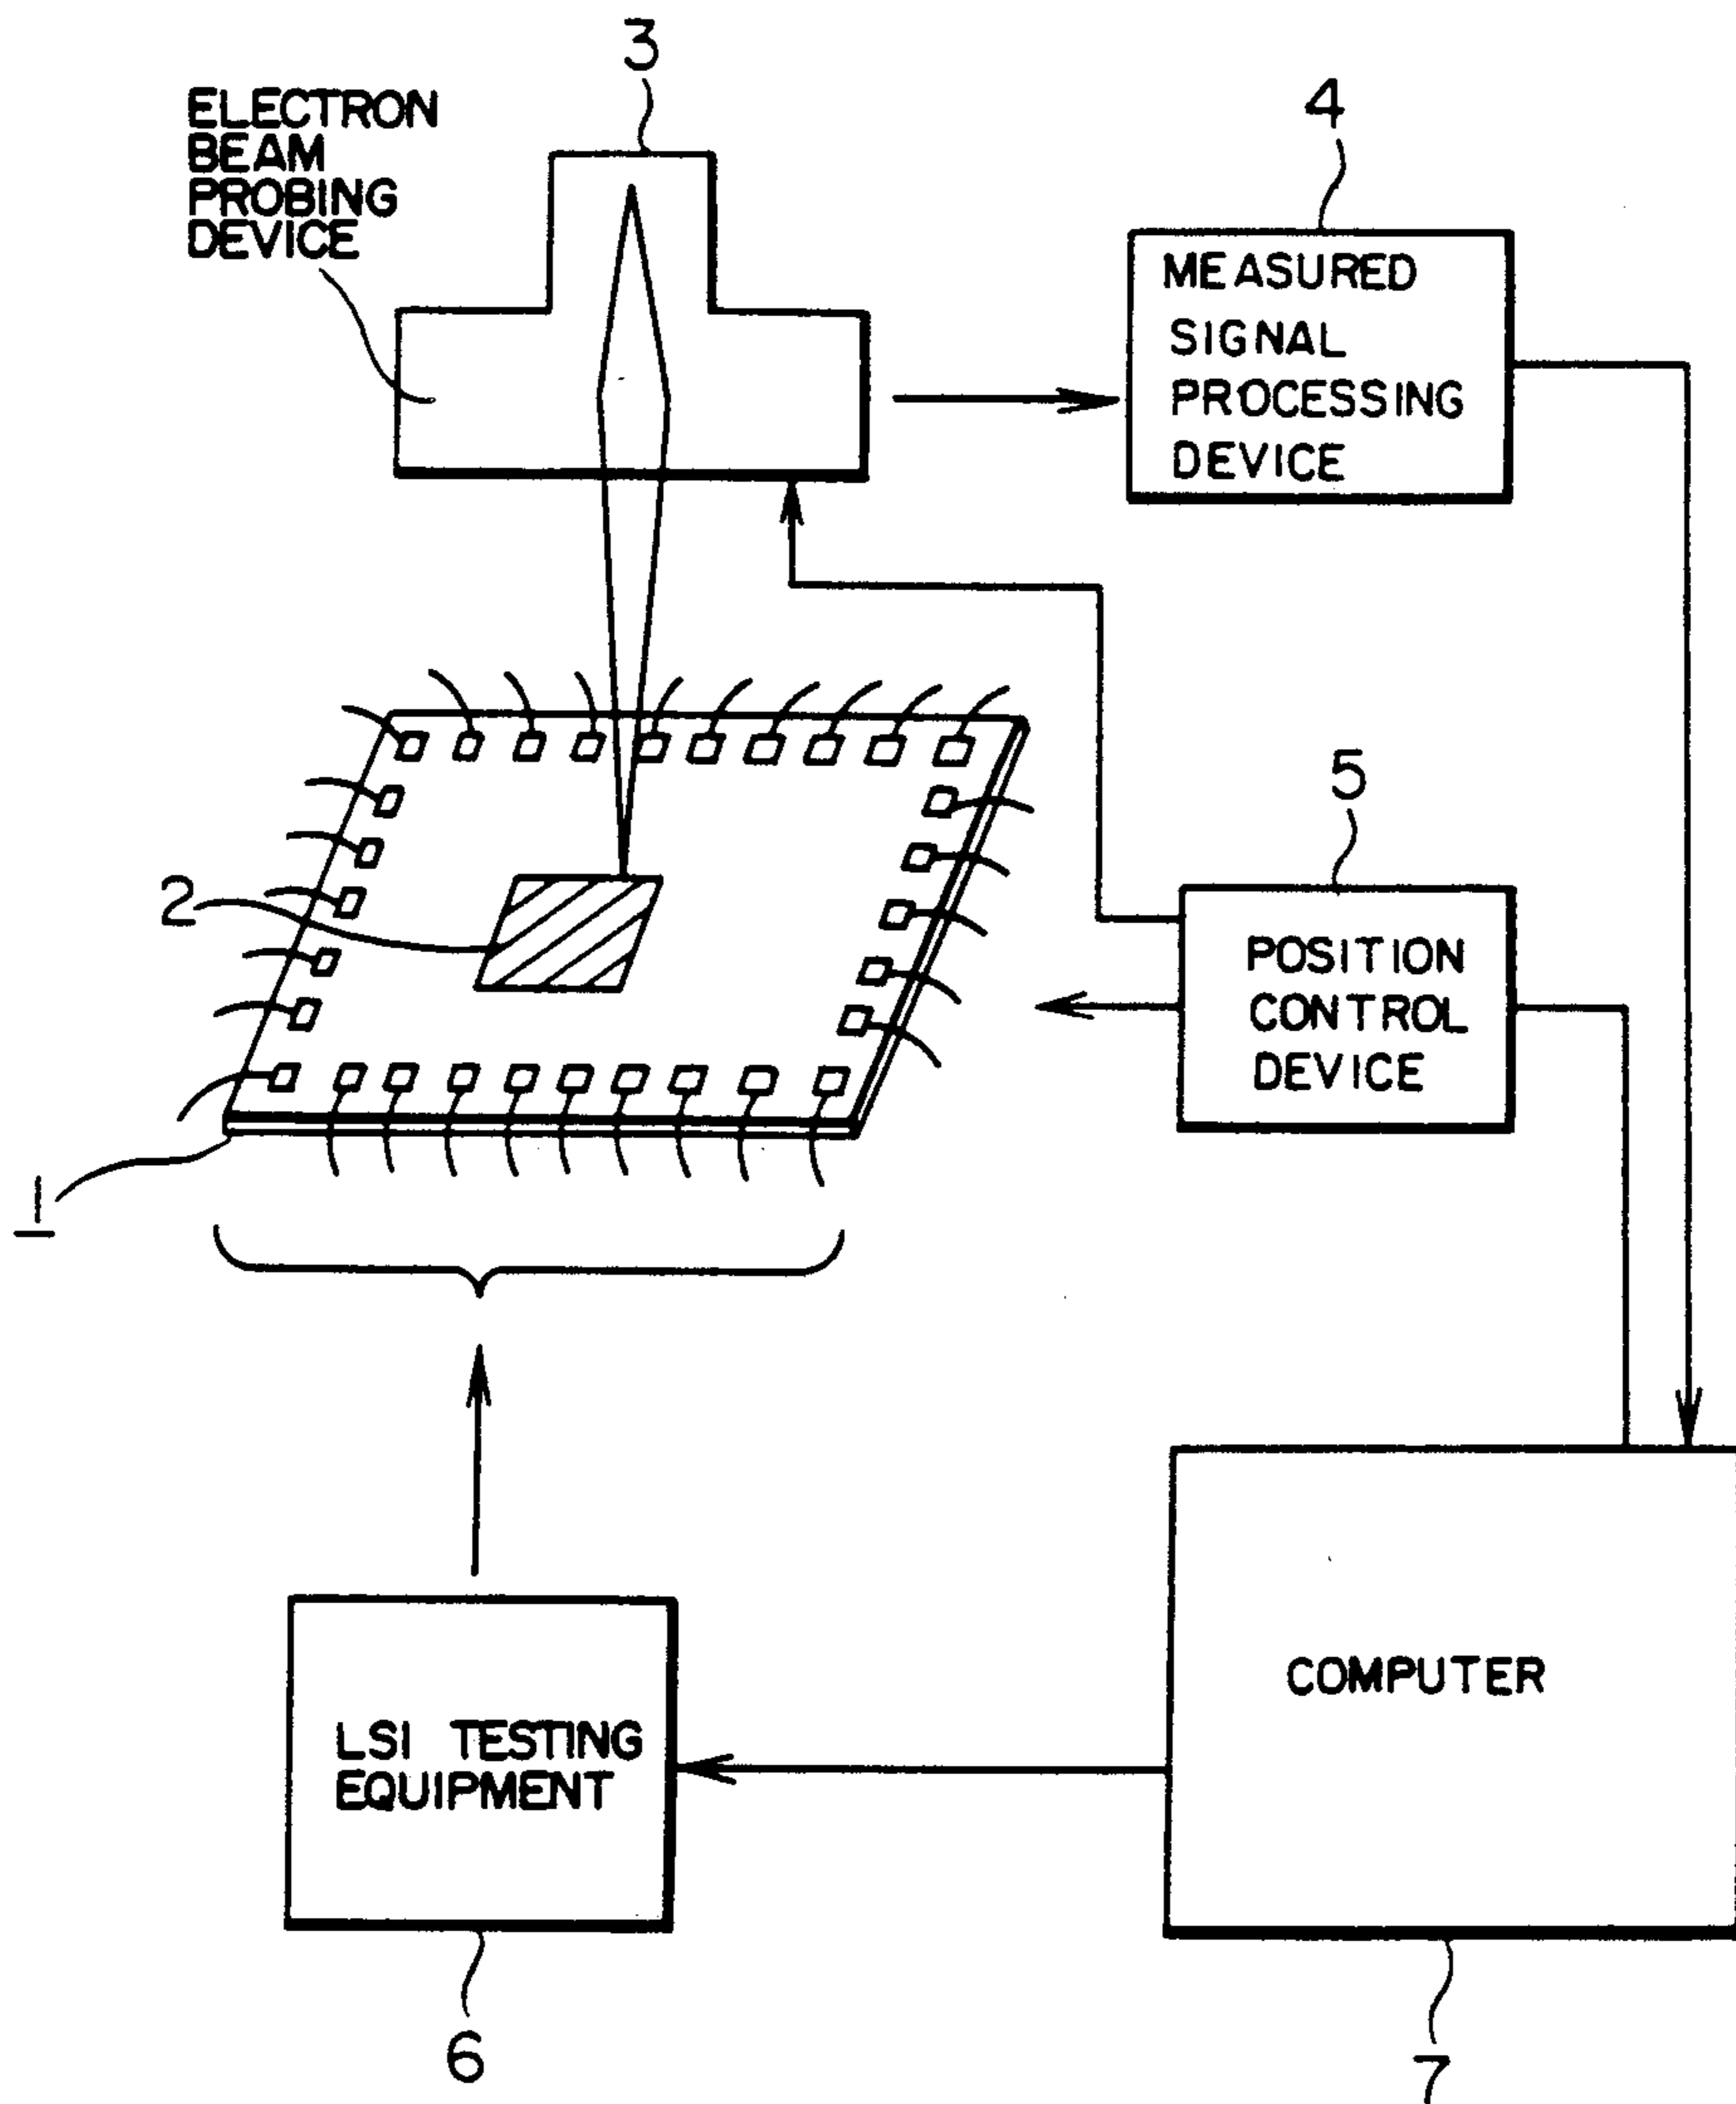 3
ELECTRON
BEAM
PROBING
DEVICE
4
MEASURED
SIGNAL
PROCESSING
DEVICE
5
POSITION
CONTROL
DEVICE
2
1
COMPUTER
LSI TESTING
EQUIPMENT
6
7